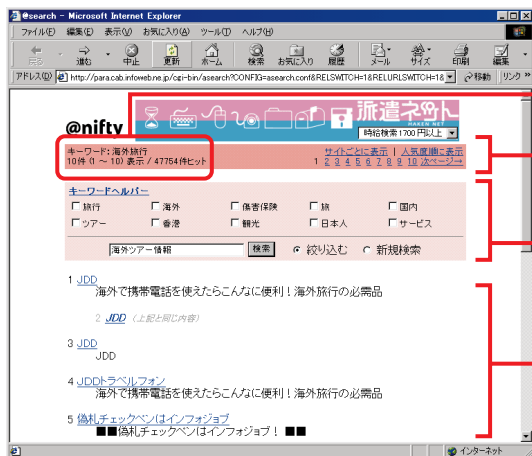 @search - Microsoft Internet Explorer
ファイル(F) 編集(E) 表示(V) お気に入り(A) ツール(T) ヘルプ(H)
戻る 進む 中止 更新 ホーム 検索 お気に入り 履歴 メール サイズ 印刷 編集
アドレス(D) http://para.cab.infoweb.ne.jp/cgi-bin/asearch?CONFIG=asearch.conf&RELSWITCH=1&RELURLSWITCH=1& 移動 リンク »
@nifty
派遣ネット
HAKEN NET
時給検索 1700 円以上
キーワード: 海外旅行
10件 (1 ～ 10) 表示 / 47754件ヒット
サイトごとに表示 | 人気度順に表示
1 2 3 4 5 6 7 8 9 10 次ページ→
キーワードヘルパー
旅行 海外 傷害保険 旅 国内
ツアー 香港 観光 日本人 サービス
海外ツアー情報 検索 絞り込む 新規検索
1 JDD
海外で携帯電話を使えたらこんなに便利！海外旅行の必需品
2 JDD (上記と同じ内容)
3 JDD
JDD
4 JDDトラベルフォン
海外で携帯電話を使えたらこんなに便利！海外旅行の必需品
5 偽札チェックペンはインフォジョブ
■■偽札チェックペンはインフォジョブ！ ■■
インターネット